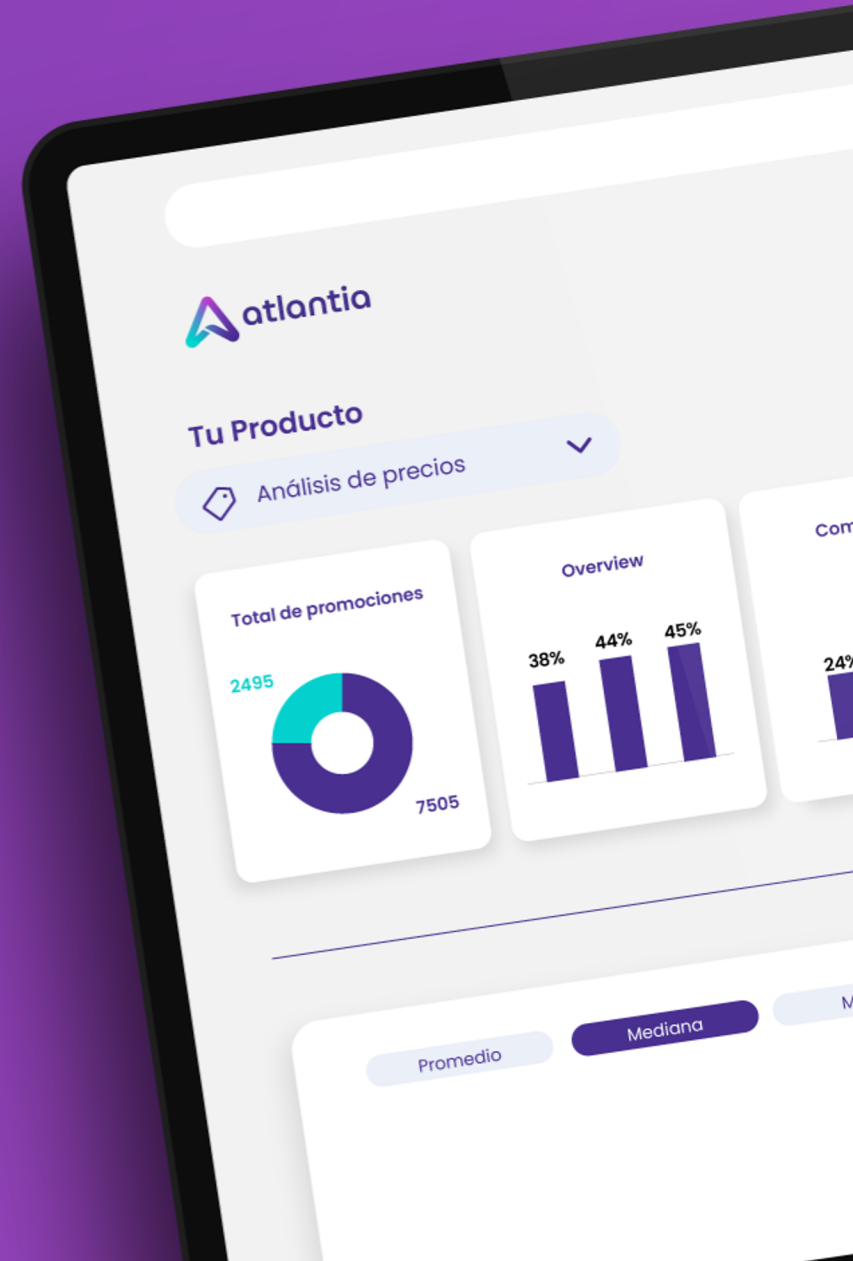 atlantia
Tu Producto
Análisis de precios
Total de promociones
2495
7505
Overview
38%
44%
45%
24%
Promedio
Mediana